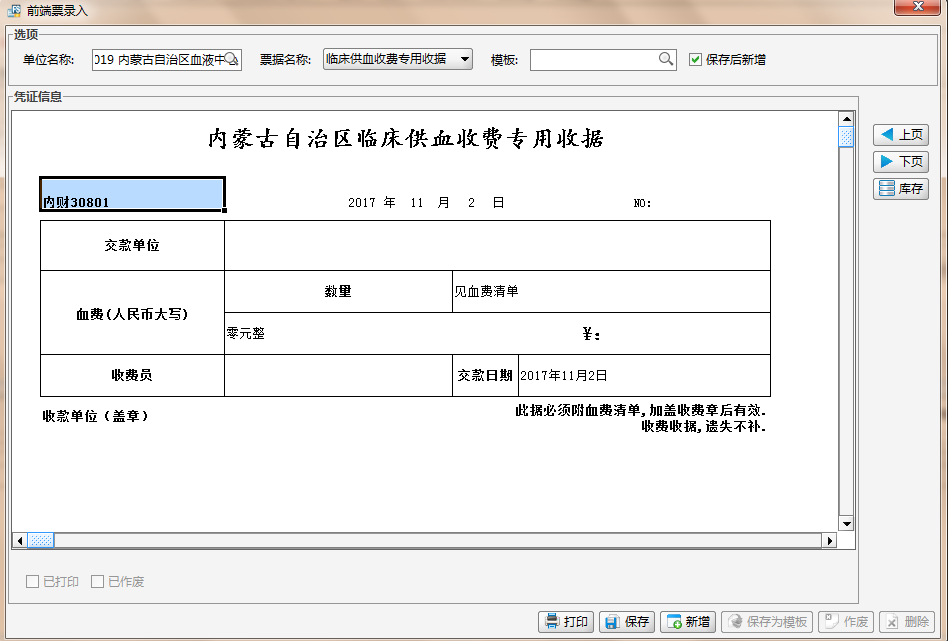 前端票录入
选项
单位名称: 019 内蒙古自治区血液中 票据名称: 临床供血收费专用收据 模板: 保存后新增
凭证信息
内蒙古自治区临床供血收费专用收据
内财30801 2017 年 11 月 2 日 NO:
交款单位
血费(人民币大写) 数量 见血费清单
零元整 ¥:
收费员 交款日期 2017年11月2日
收款单位(盖章) 此据必须附血费清单,加盖收费章后有效.
收费收据,遗失不补.
上页
下页
库存
已打印 已作废
打印 保存 新增 保存为模板 作废 删除